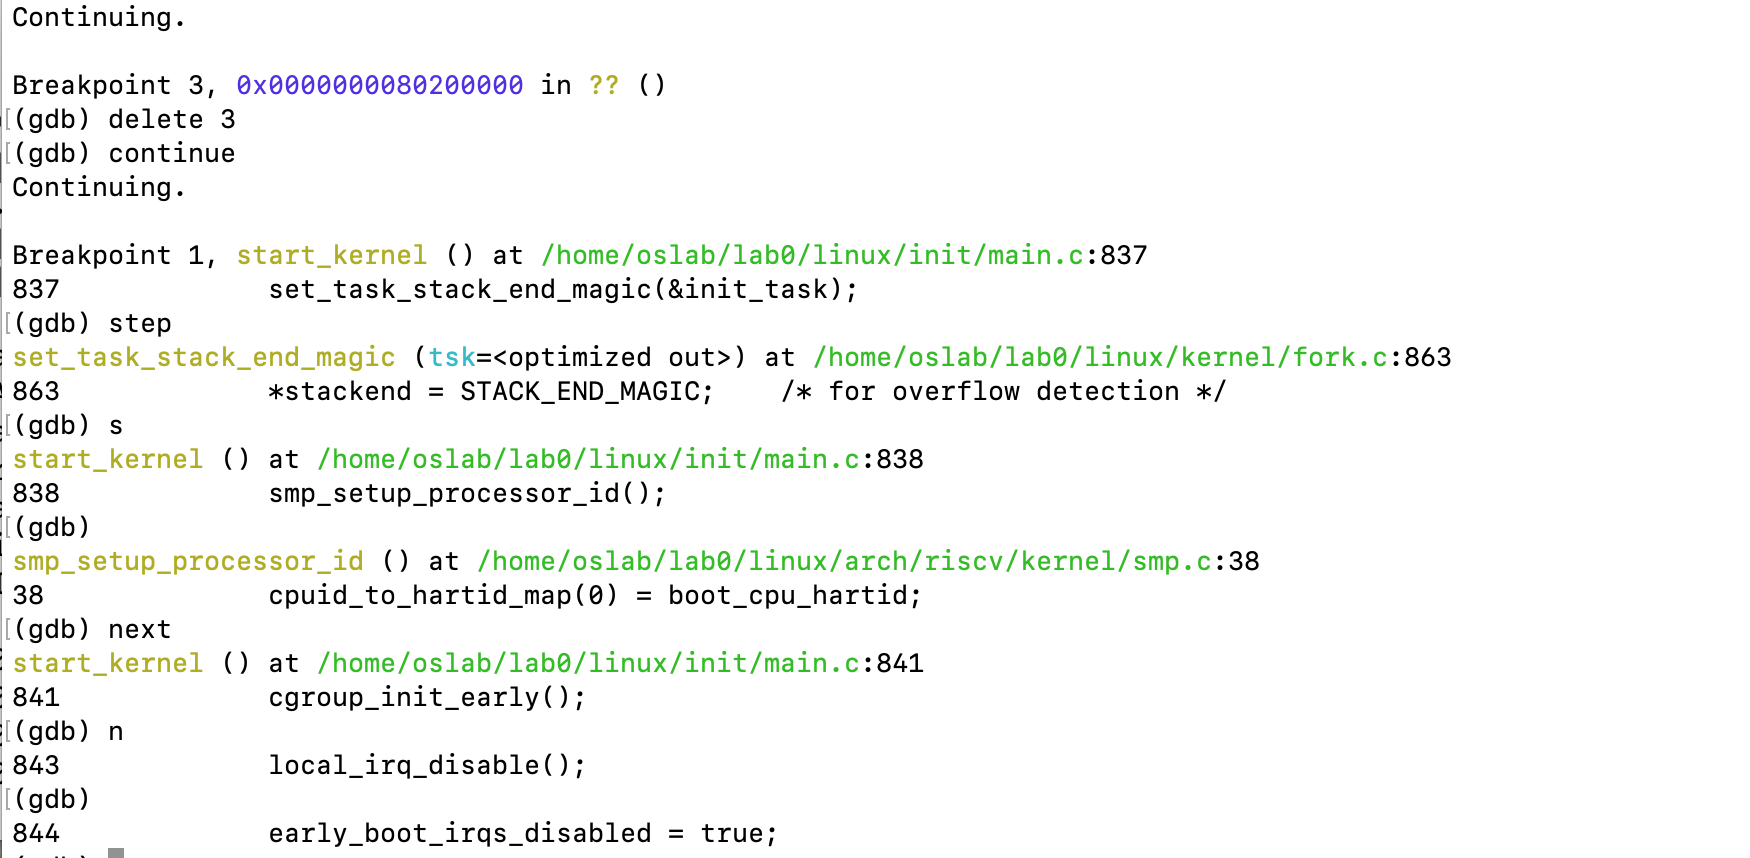 Continuing.
Breakpoint 3, 0x0000000080200000 in ?? ()
(gdb) delete 3
(gdb) continue
Continuing.
Breakpoint 1, start_kernel () at /home/oslab/lab0/linux/init/main.c:837
837 set_task_stack_end_magic(&init_task);
(gdb) step
set_task_stack_end_magic (tsk=<optimized out>) at /home/oslab/lab0/linux/kernel/fork.c:863
863 *stackend = STACK_END_MAGIC; /* for overflow detection */
(gdb) s
start_kernel () at /home/oslab/lab0/linux/init/main.c:838
838 smp_setup_processor_id();
(gdb)
smp_setup_processor_id () at /home/oslab/lab0/linux/arch/riscv/kernel/smp.c:38
38 cpuid_to_hartid_map(0) = boot_cpu_hartid;
(gdb) next
start_kernel () at /home/oslab/lab0/linux/init/main.c:841
841 cgroup_init_early();
(gdb) n
843 local_irq_disable();
(gdb)
844 early_boot_irqs_disabled = true;